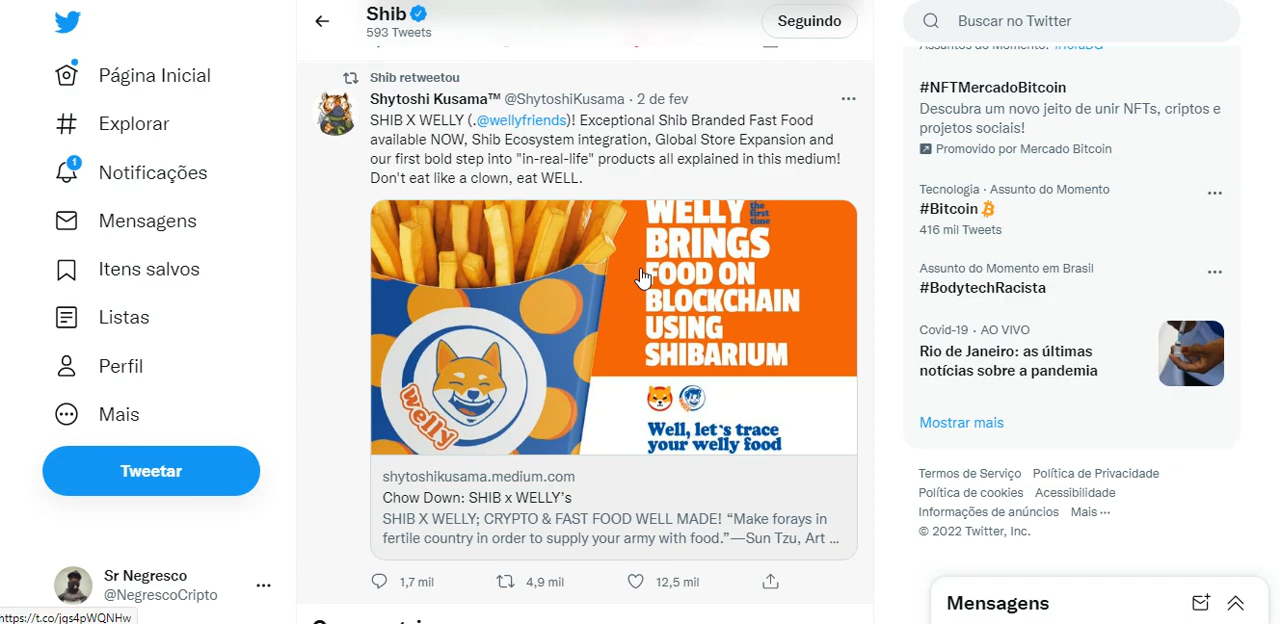 Página Inicial
Explorar
1
Notificações
Mensagens
Itens salvos
Listas
Perfil
Mais
Tweetar
Sr Negresco
@NegrescoCripto
https://t.co/jqs4pWQNHw
Shib
593 Tweets
Seguindo
Shib retweetou
Shytoshi Kusama™ @ShytoshiKusama · 2 de fev
SHIB X WELLY (.@wellyfriends)! Exceptional Shib Branded Fast Food
available NOW, Shib Ecosystem integration, Global Store Expansion and
our first bold step into "in-real-life" products all explained in this medium!
Don't eat like a clown, eat WELL.
WELLY the first time
BRINGS
FOOD ON
BLOCKCHAIN
USING
SHIBARIUM
welly
Well, let's trace
your welly food
shytoshikusama.medium.com
Chow Down: SHIB x WELLY's
SHIB X WELLY; CRYPTO & FAST FOOD WELL MADE! “Make forays in
fertile country in order to supply your army with food.”—Sun Tzu, Art ...
1,7 mil 4,9 mil 12,5 mil
Buscar no Twitter
Assuntos do Momento: #HoraDG
#NFTMercadoBitcoin
Descubra um novo jeito de unir NFTs, criptos e
projetos sociais!
Promovido por Mercado Bitcoin
Tecnologia · Assunto do Momento
#Bitcoin
416 mil Tweets
Assunto do Momento em Brasil
#BodytechRacista
Covid-19 · AO VIVO
Rio de Janeiro: as últimas
notícias sobre a pandemia
Mostrar mais
Termos de Serviço Política de Privacidade
Política de cookies Acessibilidade
Informações de anúncios Mais ···
© 2022 Twitter, Inc.
Mensagens